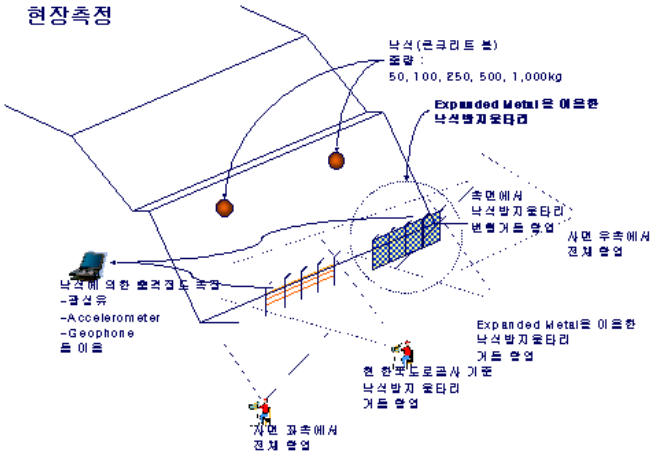 현장측정
낙석(콘크리트 볼)
중량 :
50, 100, 250, 500, 1,000kg
Expanded Metal을 이용한
낙석방지울타리
측면에서
낙석방지울타리
변형거동 촬영
사면 우측에서
전체 촬영
낙석에 의한 충격진도 측정
-광섬유
-Accelerometer
-Geophone
등 이용
Expanded Metal을 이용한
낙석방지울타리
거동 촬영
현 한국도로공사 기준
낙석방지 울타리
거동 촬영
사면 좌측에서
전체 촬영